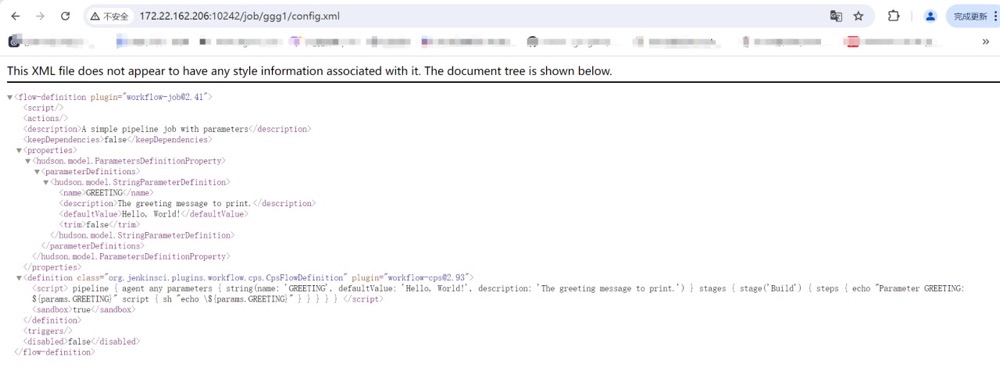 不安全 172.22.162.206:10242/job/ggg1/config.xml 完成更新
This XML file does not appear to have any style information associated with it. The document tree is shown below.
▼<flow-definition plugin="workflow-job@2.41">
<script/>
<actions/>
<description>A simple pipeline job with parameters</description>
<keepDependencies>false</keepDependencies>
▼<properties>
▼<hudson.model.ParametersDefinitionProperty>
▼<parameterDefinitions>
▼<hudson.model.StringParameterDefinition>
<name>GREETING</name>
<description>The greeting message to print.</description>
<defaultValue>Hello, World!</defaultValue>
<trim>false</trim>
</hudson.model.StringParameterDefinition>
</parameterDefinitions>
</hudson.model.ParametersDefinitionProperty>
</properties>
▼<definition class="org.jenkinsci.plugins.workflow.cps.CpsFlowDefinition" plugin="workflow-cps@2.93">
<script> pipeline { agent any parameters { string(name: 'GREETING', defaultValue: 'Hello, World!', description: 'The greeting message to print.') } stages { stage('Build') { steps { echo "Parameter GREETING:
${params.GREETING}" script { sh "echo \${params.GREETING}" } } } } } </script>
<sandbox>true</sandbox>
</definition>
<triggers/>
<disabled>false</disabled>
</flow-definition>